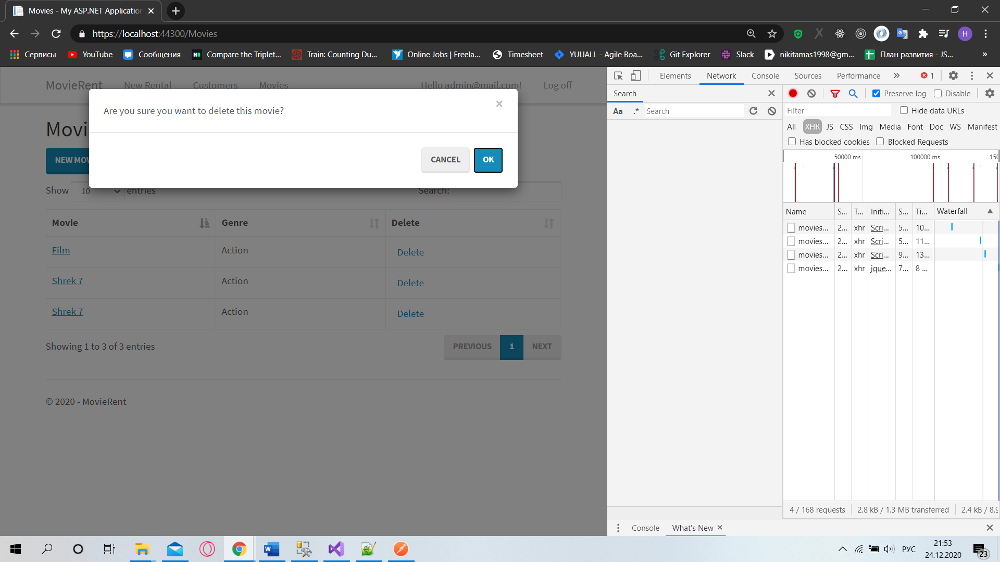 Movies - My ASP.NET Application
https://localhost:44300/Movies
H
Сервисы
YouTube
Сообщения
Compare the Triplet...
Train: Counting Du...
Online Jobs | Freela...
Timesheet
YUUALL - Agile Boa...
Git Explorer
Slack
nikitamas1998@gm...
План развития - JS...
»
MovieRent
New Rental
Customers
Movies
Hello admin@mail.com!
Log off
Are you sure you want to delete this movie?
×
CANCEL
OK
Movi
NEW MOV
Show 10 entries
Search:
Movie Genre Delete
Film Action Delete
Shrek 7 Action Delete
Shrek 7 Action Delete
Showing 1 to 3 of 3 entries
PREVIOUS 1 NEXT
© 2020 - MovieRent
Elements Network Console Sources Performance » 1
Search
Aa .* Search
Preserve log Disable
Filter Hide data URLs
All XHR JS CSS Img Media Font Doc WS Manifest
Has blocked cookies Blocked Requests
50000 ms 100000 ms 150
Name S... T... Initi... S... Ti... Waterfall
movies... 2... xhr Scri... 5... 10...
movies... 2... xhr Scri... 5... 11...
movies... 2... xhr Scri... 9... 13...
movies... 2... xhr jque... 7... 8 ...
4 / 168 requests 2.8 kB / 1.3 MB transferred 2.4 kB / 8.9
Console What's New
РУС
21:53
24.12.2020
23